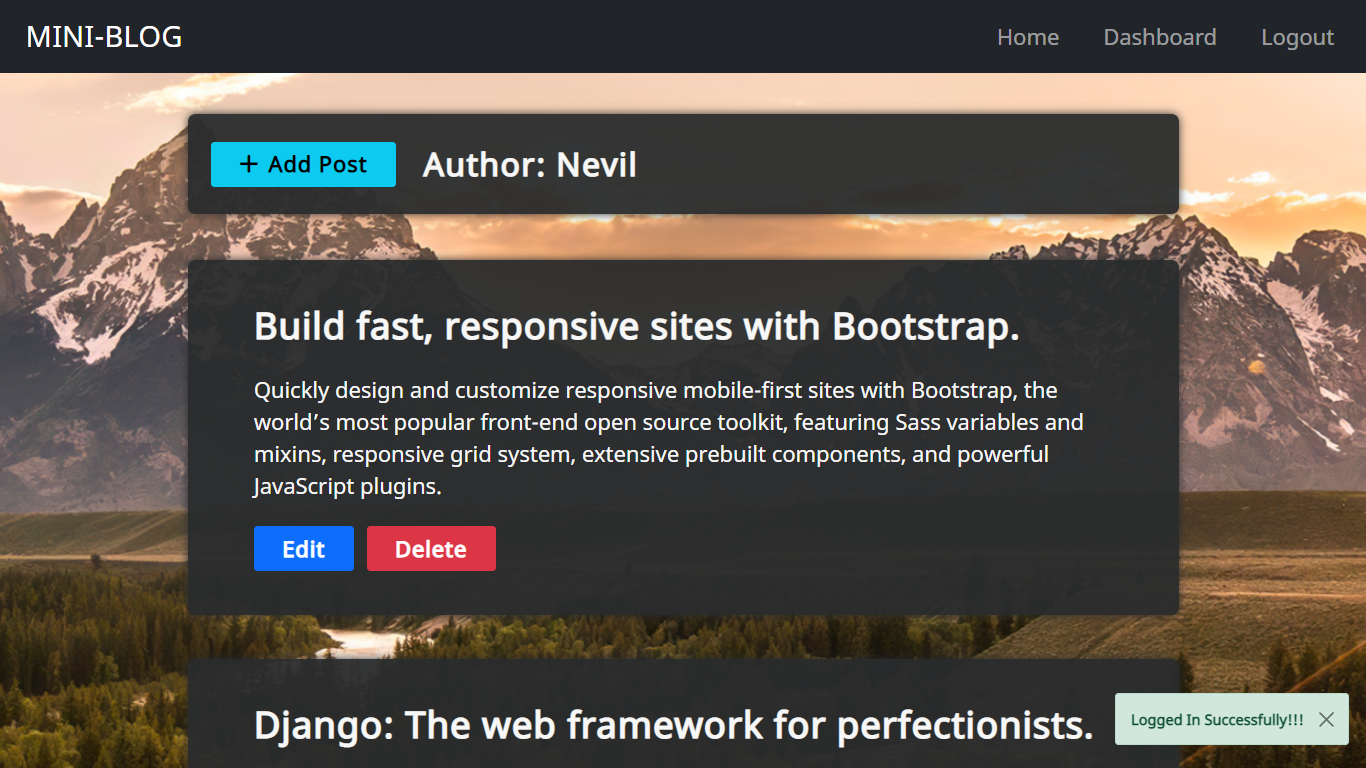 MINI-BLOG
Home Dashboard Logout
+ Add Post
Author: Nevil
Build fast, responsive sites with Bootstrap.
Quickly design and customize responsive mobile-first sites with Bootstrap, the
world’s most popular front-end open source toolkit, featuring Sass variables and
mixins, responsive grid system, extensive prebuilt components, and powerful
JavaScript plugins.
Edit Delete
Django: The web framework for perfectionists.
Logged In Successfully!!!